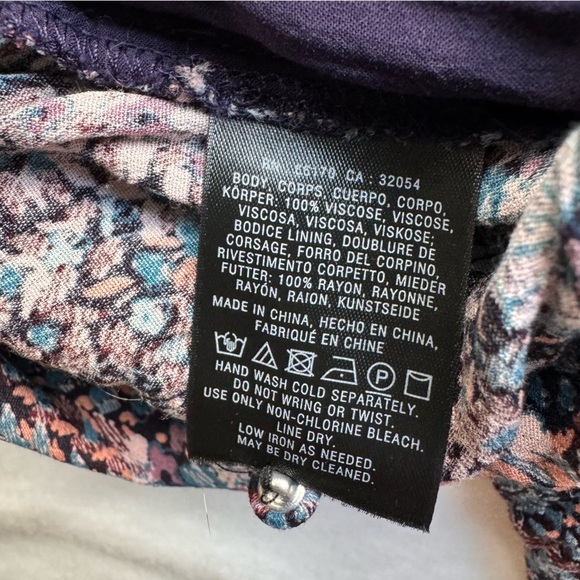 CA : 32054
BODY, CORPS, CUERPO, CORPO,
KÖRPER: 100% VISCOSE, VISCOSE,
VISCOSA, VISCOSA, VISKOSE;
BODICE LINING, DOUBLURE DE
CORSAGE, FORRO DEL CORPINO,
RIVESTIMENTO CORPETTO, MIEDER
FUTTER: 100% RAYON, RAYONNE,
RAYÓN, RAION, KUNSTSEIDE
MADE IN CHINA, HECHO EN CHINA,
FABRIQUÉ EN CHINE
P
HAND WASH COLD SEPARATELY.
DO NOT WRING OR TWIST.
USE ONLY NON-CHLORINE BLEACH.
LINE DRY.
LOW IRON AS NEEDED.
MAY BE DRY CLEANED.